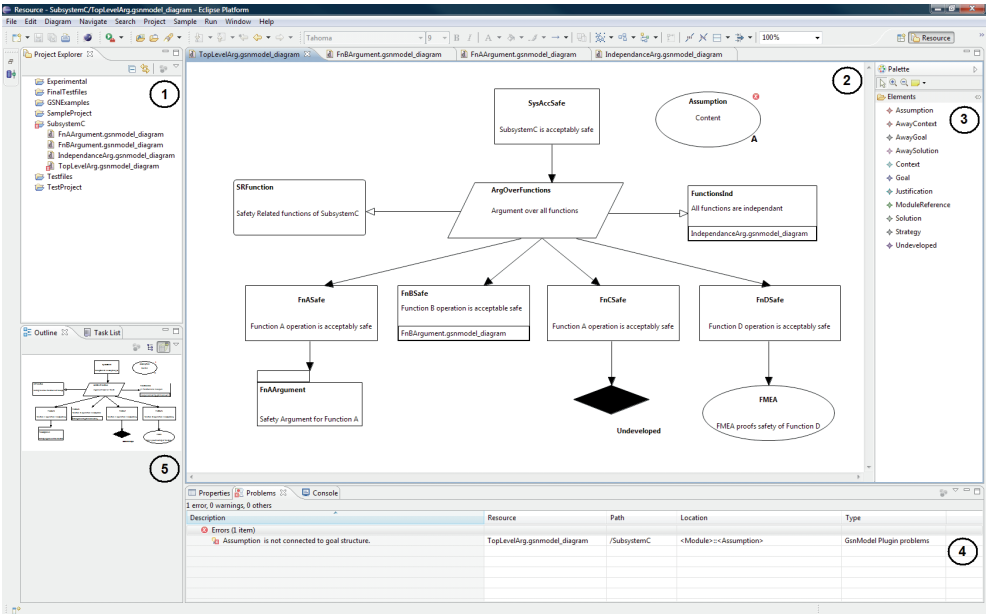 Resource - SubsystemC/TopLevelArg.gsnmodel_diagram - Eclipse Platform
File Edit Diagram Navigate Search Project Sample Run Window Help
Tahoma 9 B I A 100% Resource
Project Explorer
Experimental
FinalTestfiles
GSNExamples
SampleProject
SubsystemC
FnAArgument.gsnmodel_diagram
FnBArgument.gsnmodel_diagram
IndependanceArg.gsnmodel_diagram
TopLevelArg.gsnmodel_diagram
Testfiles
TestProject
1
Outline Task List
5
TopLevelArg.gsnmodel_diagram FnBArgument.gsnmodel_diagram FnAArgument.gsnmodel_diagram IndependanceArg.gsnmodel_diagram
2
SysAccSafe
SubsystemC is acceptably safe
Assumption
Content
A
SRFunction
Safety Related functions of SubsystemC
ArgOverFunctions
Argument over all functions
FunctionsInd
All functions are independant
IndependanceArg.gsnmodel_diagram
FnASafe
Function A operation is acceptably safe
FnBSafe
Function B operation is acceptable safe
FnBArgument.gsnmodel_diagram
FnCSafe
Function A operation is acceptably safe
FnDSafe
Function D operation is acceptably safe
FnAArgument
Safety Argument for Function A
Undeveloped
FMEA
FMEA proofs safety of Function D
Palette
Elements
3
Assumption
AwayContext
AwayGoal
AwaySolution
Context
Goal
Justification
ModuleReference
Solution
Strategy
Undeveloped
Properties Problems Console
1 error, 0 warnings, 0 others
Description Resource Path Location Type
Errors (1 item)
Assumption is not connected to goal structure. TopLevelArg.gsnmodel_diagram /SubsystemC <Module>::<Assumption> GsnModel Plugin problems
4